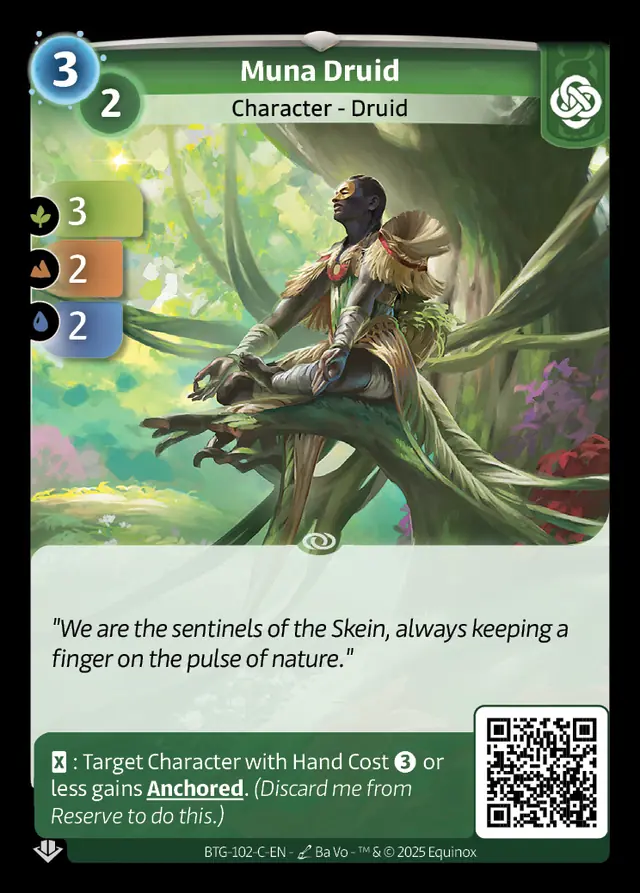 3
Muna Druid
2
Character - Druid
3
2
2
"We are the sentinels of the Skein, always keeping a
finger on the pulse of nature."
X : Target Character with Hand Cost 3 or
less gains Anchored. (Discard me from
Reserve to do this.)
BTG-102-C-EN - Ba Vo - ™ & © 2025 Equinox